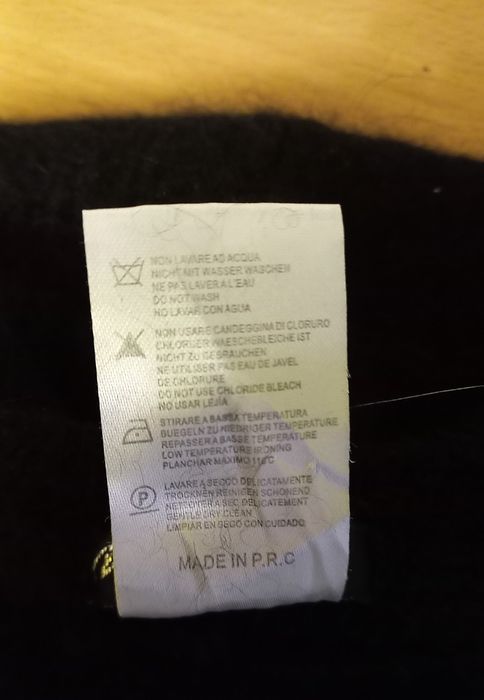 NON LAVARE AD ACQUA
NICHT MIT WASSER WASCHEN
NE PAS LAVER A L'EAU
DO NOT WASH
NO LAVAR CON AGUA
NON USARE CANDEGGINA DI CLORURO
CHLORSER WAESCHEBLEICHE IST
NICHT ZU GEBRAUCHEN
NE UTILISER PAS EAU DE JAVEL
DE CHLORURE
DO NOT USE CHLORIDE BLEACH
NO USAR LEJIA
STIRARE A BASSA TEMPERATURA
BUEGELN ZU NIEDRIGER TEMPERATURE
REPASSER A BASSE TEMPERATURE
LOW TEMPERATURE IRONING
PLANCHAR MAXIMO 110°C
P
LAVARE A SECCO DELICATAMENTE
TROCKNEN REINIGEN SCHONEND
NETTOYER A SEC DELICATEMENT
GENTLE DRY CLEAN
LIMPIAR EN SECO CON CUIDADO
MADE IN P.R.C